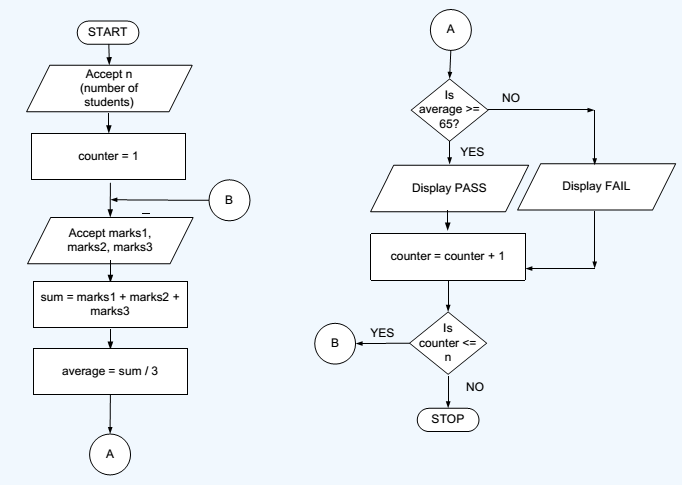 START
Accept n
(number of
students)
counter = 1
B
Accept marks1,
marks2, marks3
sum = marks1 + marks2 +
marks3
average = sum / 3
A
A
Is
average >=
65?
NO
YES
Display PASS
Display FAIL
counter = counter + 1
Is
counter <=
n
YES
B
NO
STOP